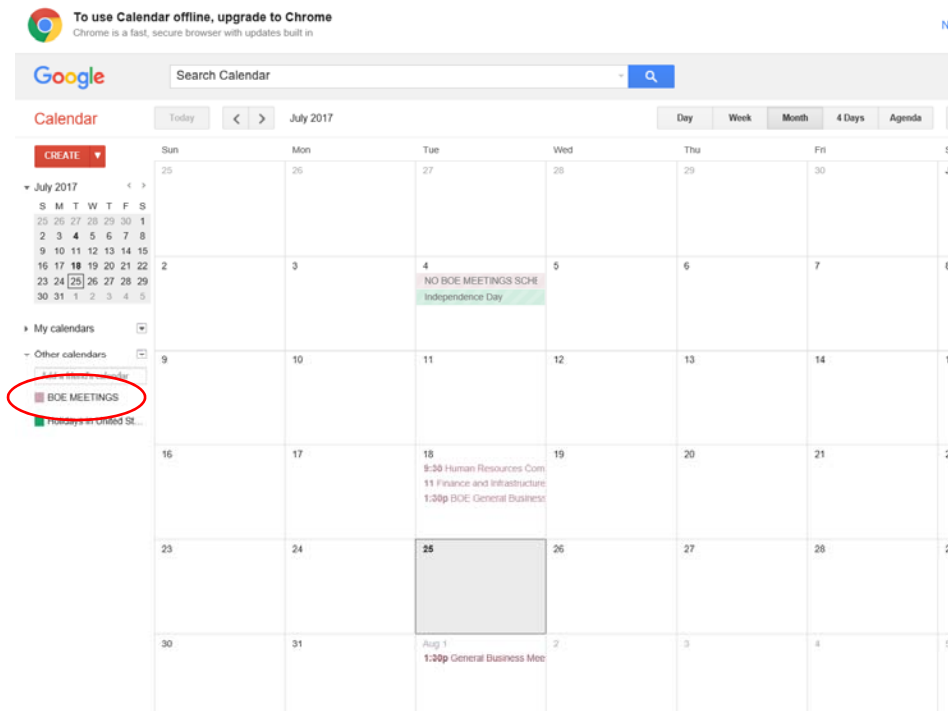 To use Calendar offline, upgrade to Chrome
Chrome is a fast, secure browser with updates built in
N
Google
Search Calendar
Calendar
Today
July 2017
Day Week Month 4 Days Agenda
CREATE
Sun Mon Tue Wed Thu Fri S
July 2017
S M T W T F S
25 26 27 28 29 30 1
2 3 4 5 6 7 8
9 10 11 12 13 14 15
16 17 18 19 20 21 22
23 24 25 26 27 28 29
30 31 1 2 3 4 5
My calendars
Other calendars
Add a friend's calendar
BOE MEETINGS
Holidays in United St...
25 26 27 28 29 30
2 3 4 5 6 7
NO BOE MEETINGS SCHE
Independence Day
9 10 11 12 13 14
16 17 18 19 20 21
9:30 Human Resources Com
11 Finance and Infrastructure
1:30p BOE General Business
23 24 25 26 27 28
30 31 Aug 1 2 3 4
1:30p General Business Mee